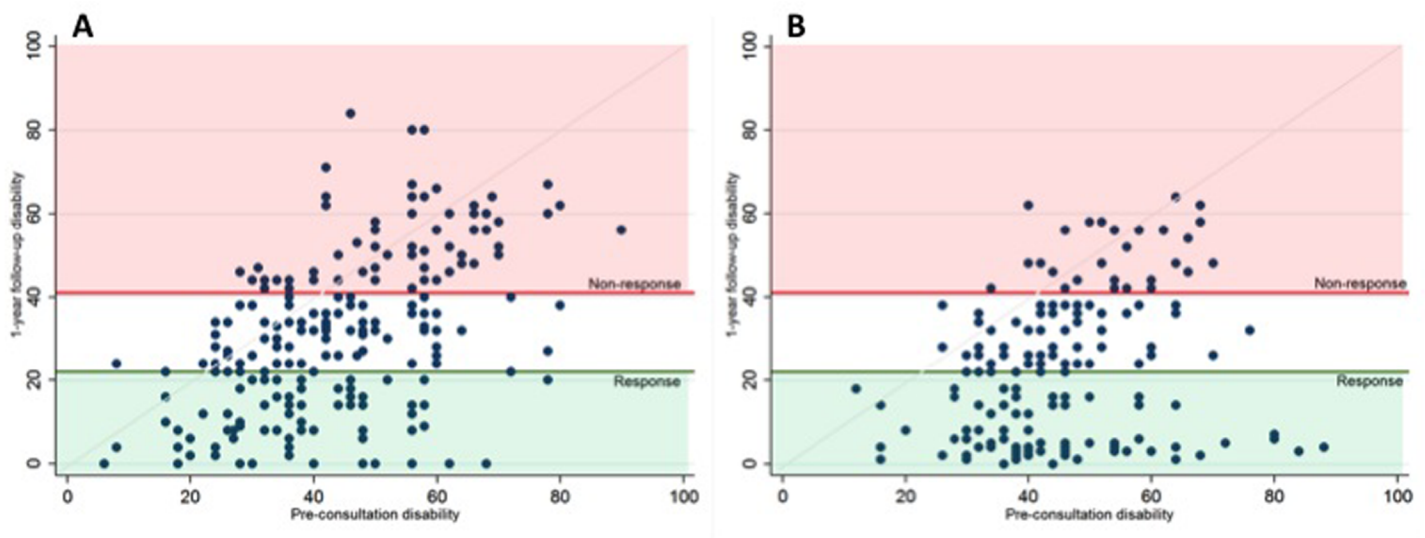 A
100
80
60
40
20
0
1-year follow-up disability
Non-response
Response
0 20 40 60 80 100
Pre-consultation disability
B
100
80
60
40
20
0
1-year follow-up disability
Non-response
Response
0 20 40 60 80 100
Pre-consultation disability